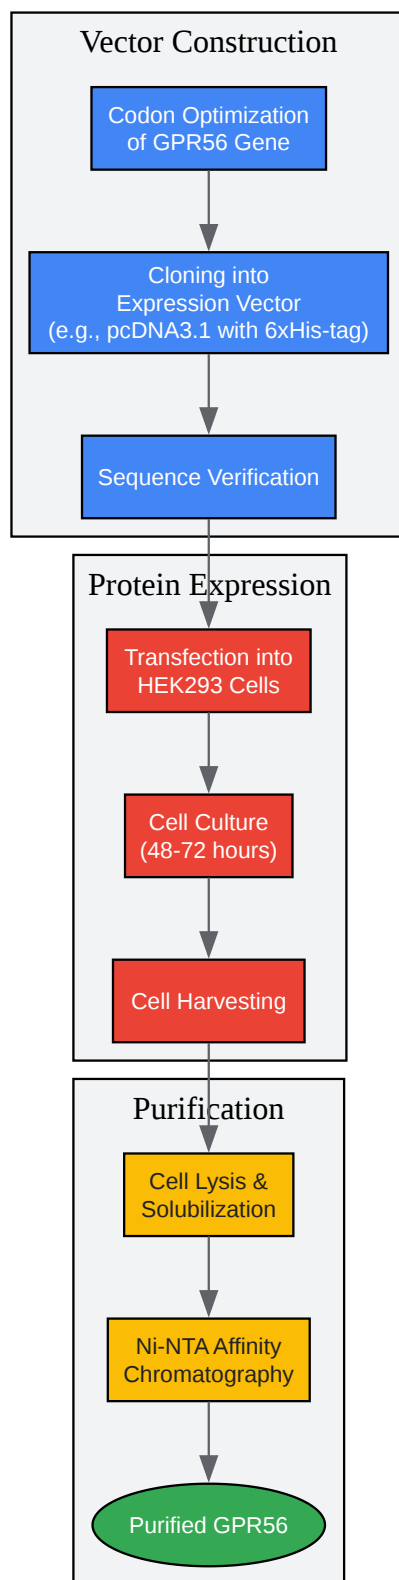 Vector Construction
Codon Optimization
of GPR56 Gene
Cloning into
Expression Vector
(e.g., pcDNA3.1 with 6xHis-tag)
Sequence Verification
Protein Expression
Transfection into
HEK293 Cells
Cell Culture
(48-72 hours)
Cell Harvesting
Purification
Cell Lysis &
Solubilization
Ni-NTA Affinity
Chromatography
Purified GPR56